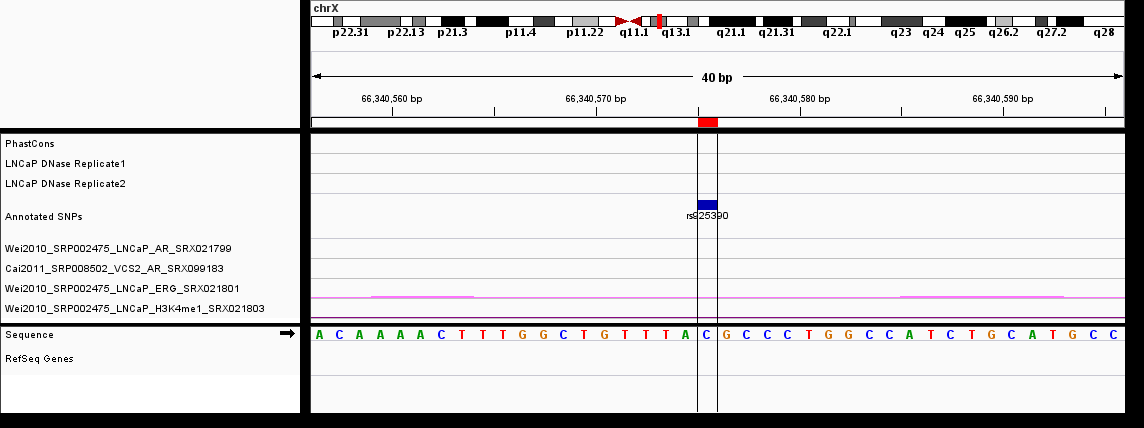 chrX
p22.31 p22.13 p21.3 p11.4 p11.22 q11.1 q13.1 q21.1 q21.31 q22.1 q23 q24 q25 q26.2 q27.2 q28
40 bp
66,340,560 bp 66,340,570 bp 66,340,580 bp 66,340,590 bp
PhastCons
LNCaP DNase Replicate1
LNCaP DNase Replicate2
Annotated SNPs
rs925390
Wei2010_SRP002475_LNCaP_AR_SRX021799
Cai2011_SRP008502_VCS2_AR_SRX099183
Wei2010_SRP002475_LNCaP_ERG_SRX021801
Wei2010_SRP002475_LNCaP_H3K4me1_SRX021803
Sequence A C A A A A C T T T G G C T G T T T A C G C C C T G G C C A T C T G C A T G C C
RefSeq Genes